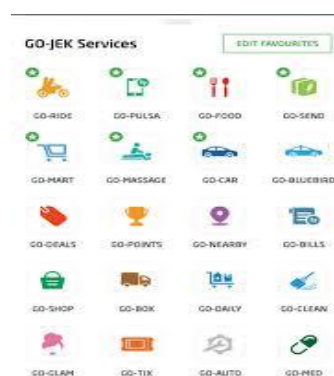 GO-JEK Services EDIT FAVOURITES
GO-RIDE GO-PULSA GO-FOOD GO-SEND
GO-MART GO-MASSAGE GO-CAR GO-BLUEBIRD
GO-DEALS GO-POINTS GO-NEARBY GO-BILLS
GO-SHOP GO-BOX GO-DAILY GO-CLEAN
GO-GLAM GO-TIX GO-AUTO GO-MED